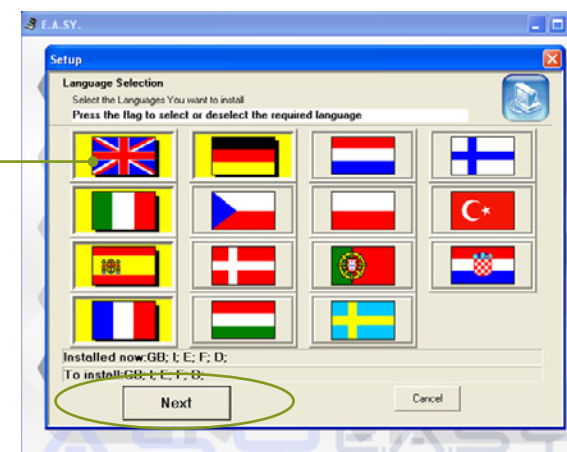 E.A.SY.
Setup
Language Selection
Select the Languages You want to install
Press the flag to select or deselect the required language
Installed now:GB; I; E; F; D;
To install:GB; I; E; F; D;
Next
Cancel